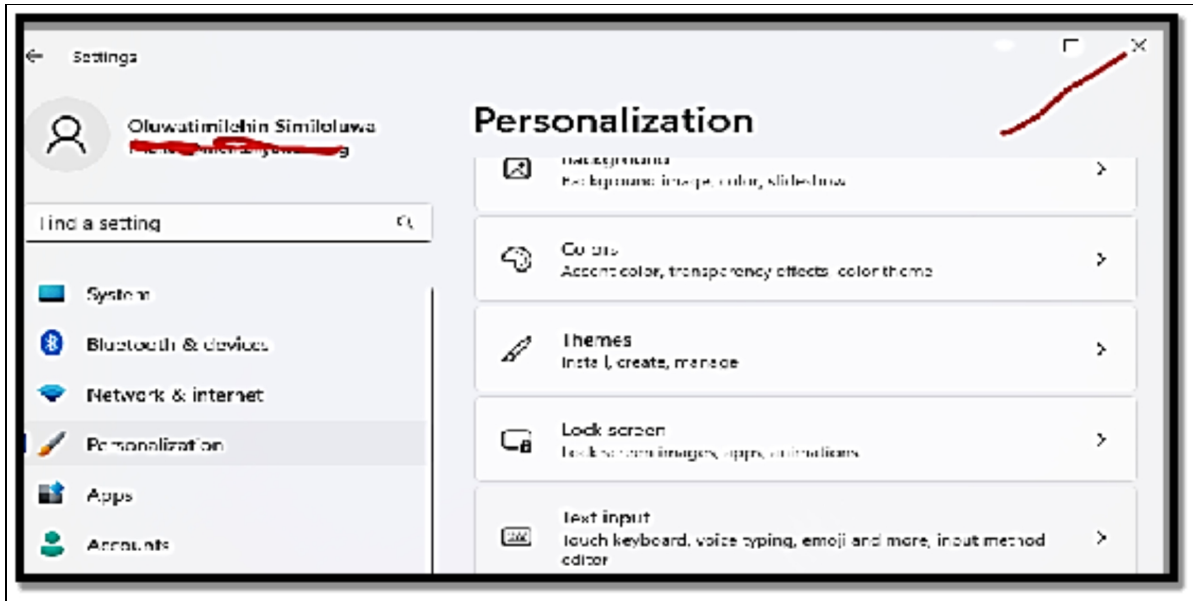 Settings
Oluwatimilehin Similoluwa
Find a setting
System
Bluetooth & devices
Network & internet
Personalization
Apps
Accounts
Personalization
Background
Background image, color, slideshow
Colors
Accent color, transparency effects, color theme
Themes
Install, create, manage
Lock screen
Lock screen images, apps, animations
Text input
Touch keyboard, voice typing, emoji and more, input method
editor